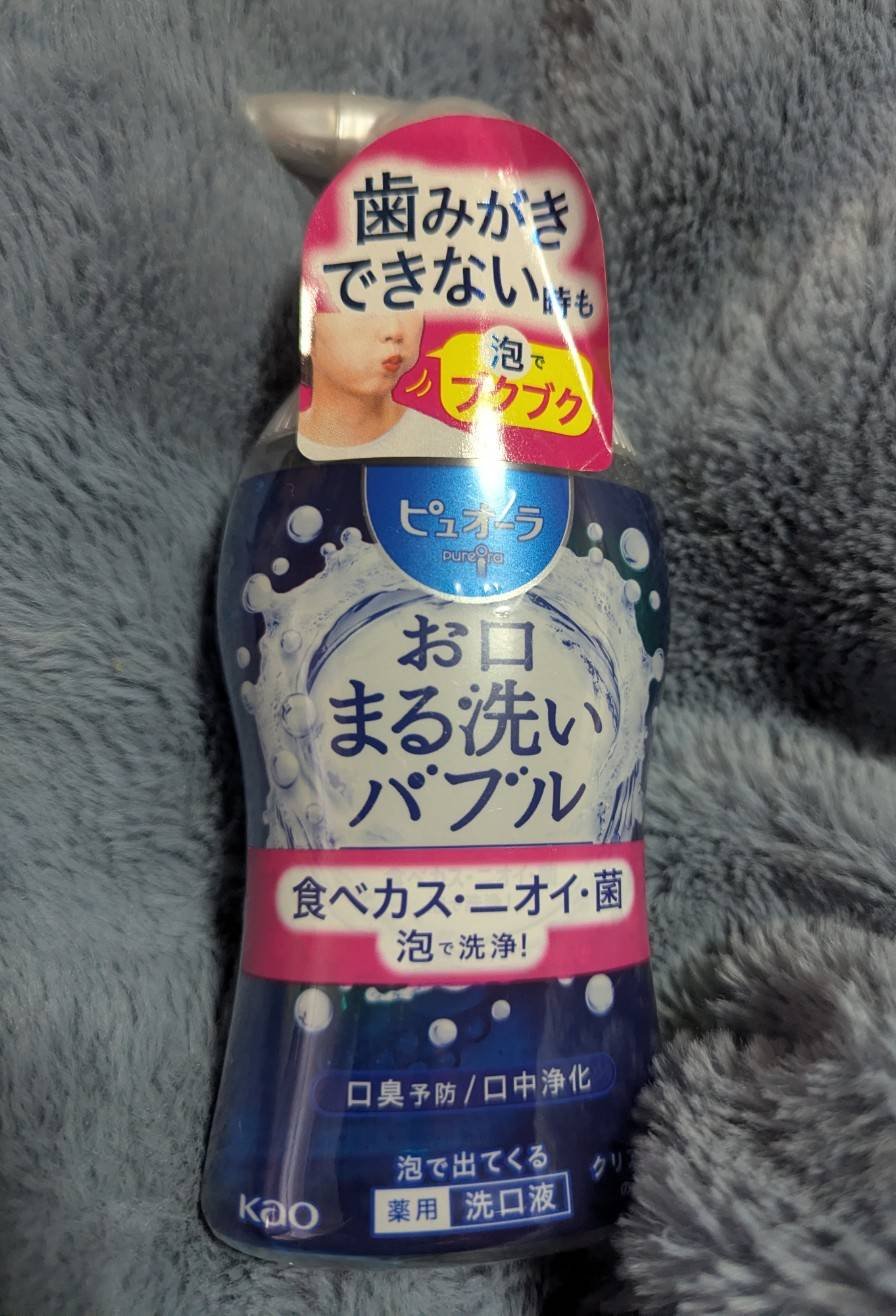 歯みがき
できない時も
泡で
ブクブク
ピュオーラ
pureora
お口
まる洗い
バブル
食べカス・ニオイ・菌
泡で洗浄!
口臭予防/口中浄化
泡で出てくる
薬用 洗口液
クリ
Kao